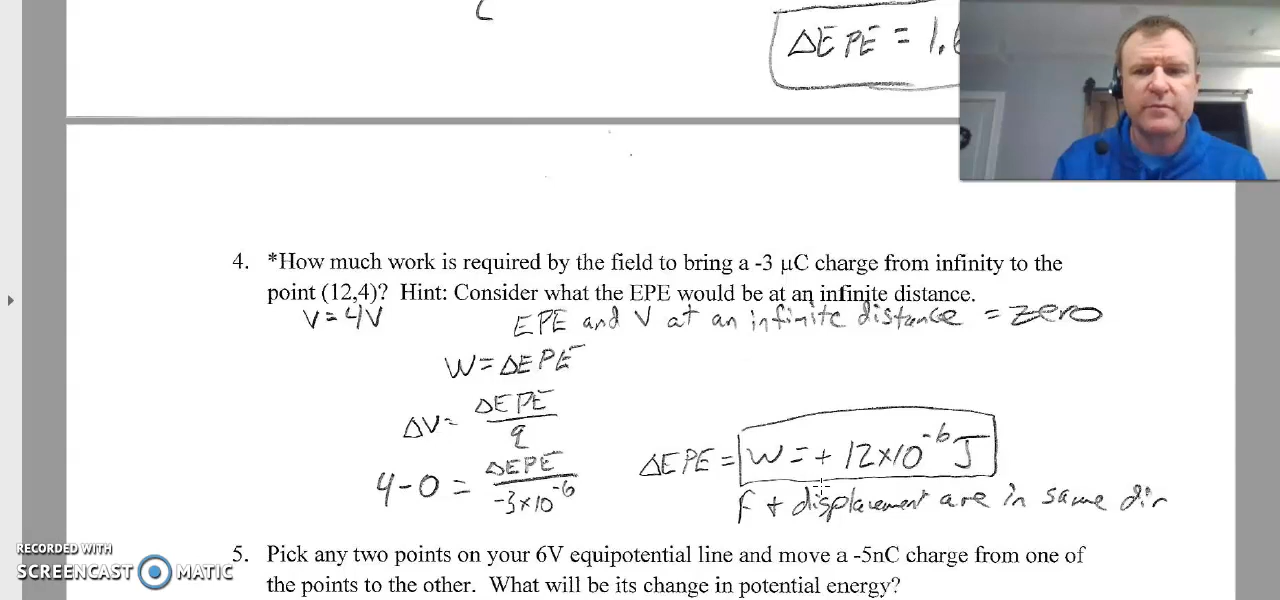 ΔEPE = 1.6
4. *How much work is required by the field to bring a -3 μC charge from infinity to the
point (12,4)? Hint: Consider what the EPE would be at an infinite distance.
V = 4V
EPE and V at an infinite distance = zero
W = ΔEPE
ΔV = ΔEPE / q
4 - 0 = ΔEPE / -3×10^-6
ΔEPE = W = + 12×10^-6 J
F + displacement are in same dir
5. Pick any two points on your 6V equipotential line and move a -5nC charge from one of
the points to the other. What will be its change in potential energy?
RECORDED WITH
SCREENCAST MATIC